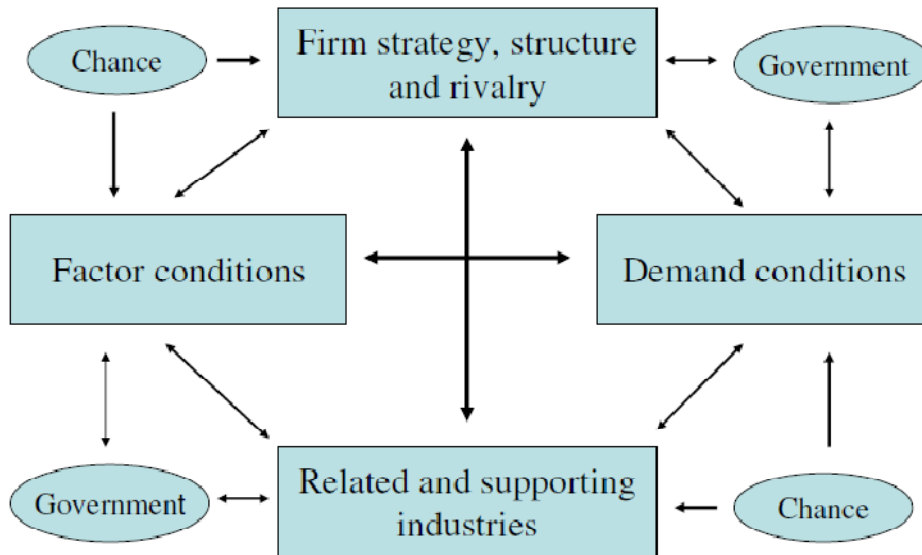 Chance
Firm strategy, structure
and rivalry
Government
Factor conditions
Demand conditions
Government
Related and supporting
industries
Chance